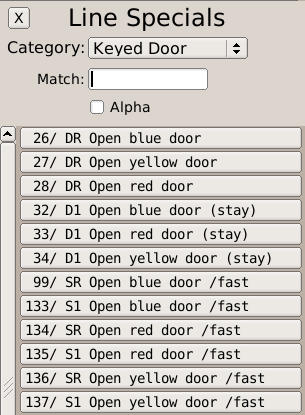 X Line Specials
Category: Keyed Door
Match:
Alpha
26/ DR Open blue door
27/ DR Open yellow door
28/ DR Open red door
32/ D1 Open blue door (stay)
33/ D1 Open red door (stay)
34/ D1 Open yellow door (stay)
99/ SR Open blue door /fast
133/ S1 Open blue door /fast
134/ SR Open red door /fast
135/ S1 Open red door /fast
136/ SR Open yellow door /fast
137/ S1 Open yellow door /fast